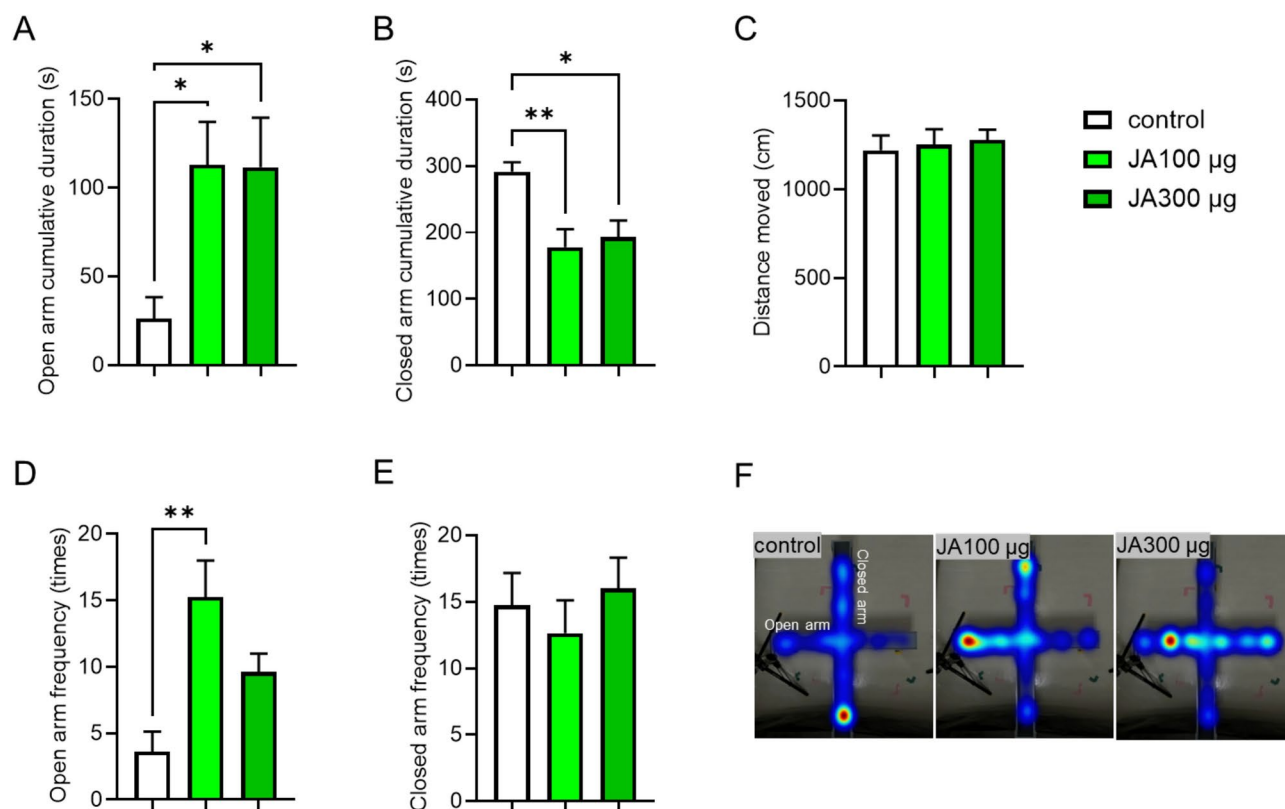 A
Open arm cumulative duration (s)
150
100
50
0
*
*
B
Closed arm cumulative duration (s)
400
300
200
100
0
**
*
C
Distance moved (cm)
1500
1000
500
0
control
JA100 µg
JA300 µg
D
Open arm frequency (times)
20
15
10
5
0
**
E
Closed arm frequency (times)
20
15
10
5
0
F
control
Open arm
Closed arm
JA100 µg
JA300 µg